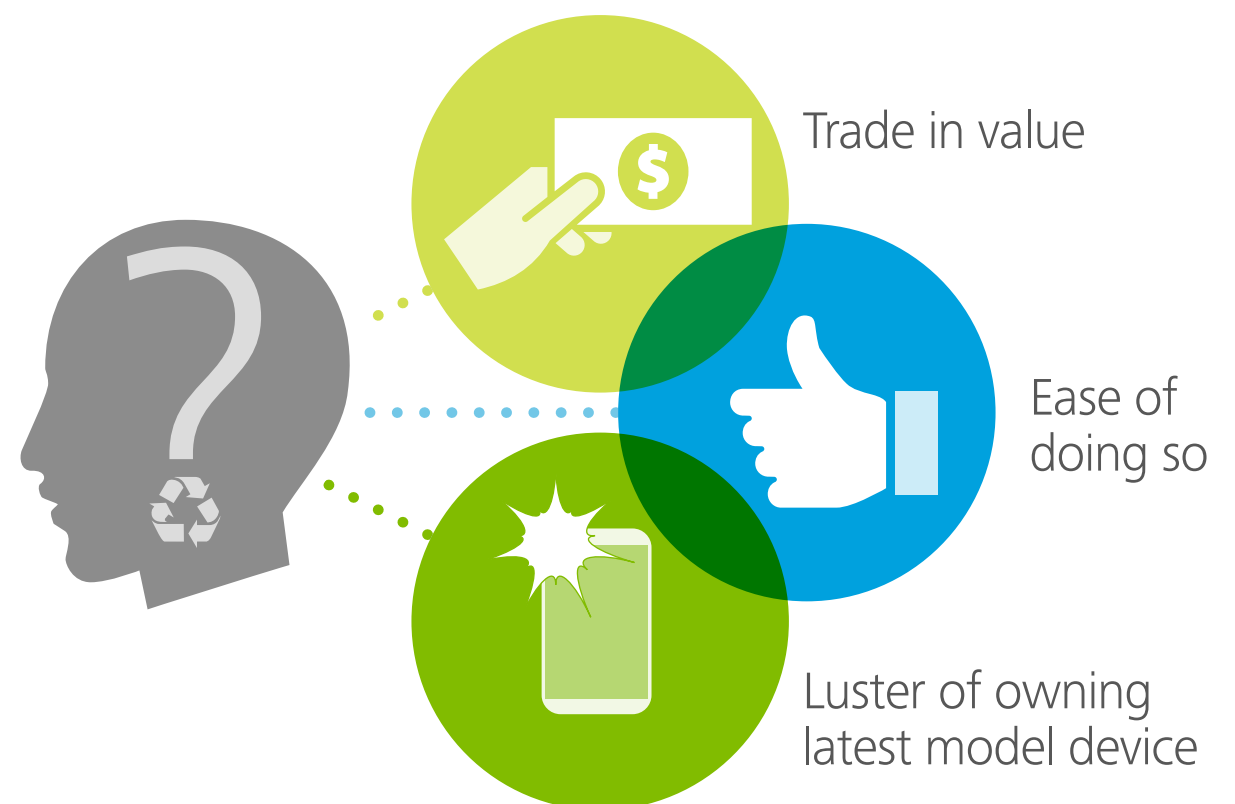 $
Trade in value
?
Ease of
doing so
Luster of owning
latest model device